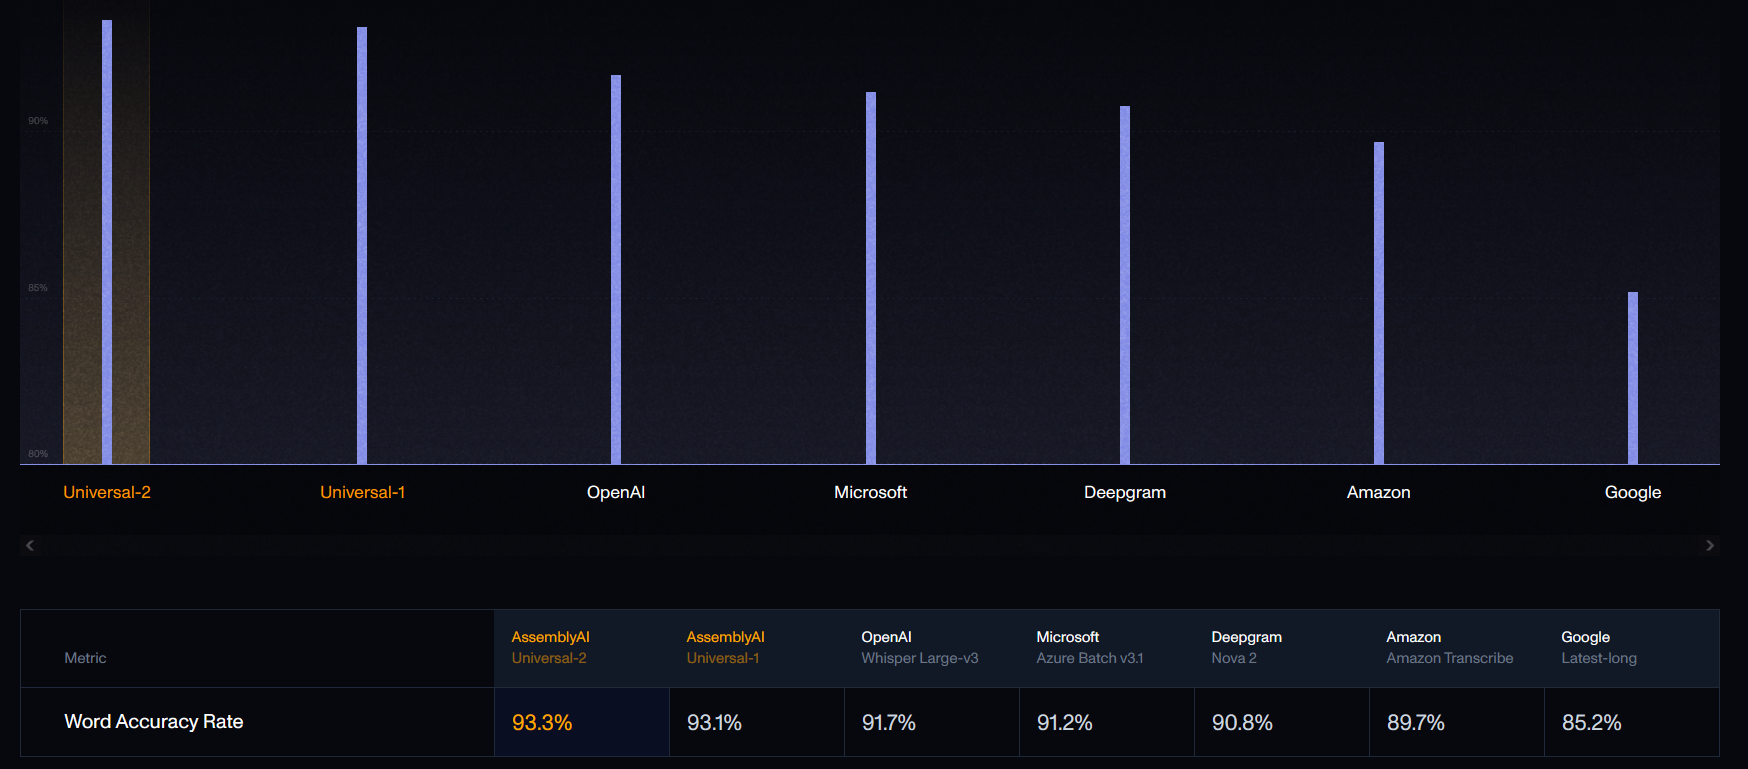 90%
85%
80%
Universal-2 Universal-1 OpenAI Microsoft Deepgram Amazon Google
Metric
AssemblyAI
Universal-2
AssemblyAI
Universal-1
OpenAI
Whisper Large-v3
Microsoft
Azure Batch v3.1
Deepgram
Nova 2
Amazon
Amazon Transcribe
Google
Latest-long
Word Accuracy Rate 93.3% 93.1% 91.7% 91.2% 90.8% 89.7% 85.2%